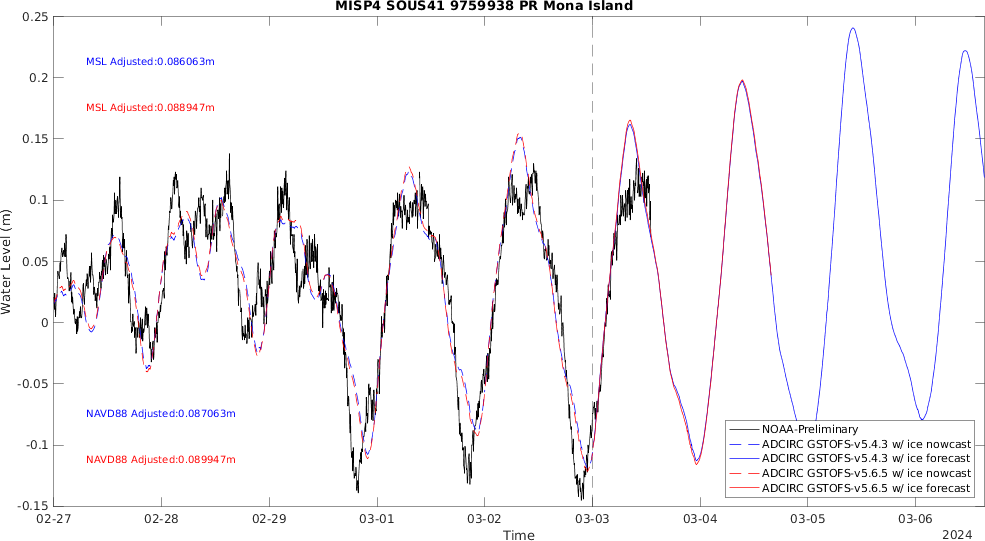 MISP4 SOUS41 9759938 PR Mona Island
0.25
0.2
0.15
0.1
0.05
0
-0.05
-0.1
-0.15
Water Level (m)
MSL Adjusted:0.086063m
MSL Adjusted:0.088947m
NAVD88 Adjusted:0.087063m
NAVD88 Adjusted:0.089947m
NOAA-Preliminary
ADCIRC GSTOFS-v5.4.3 w/ ice nowcast
ADCIRC GSTOFS-v5.4.3 w/ ice forecast
ADCIRC GSTOFS-v5.6.5 w/ ice nowcast
ADCIRC GSTOFS-v5.6.5 w/ ice forecast
02-27 02-28 02-29 03-01 03-02 03-03 03-04 03-05 03-06
Time
2024